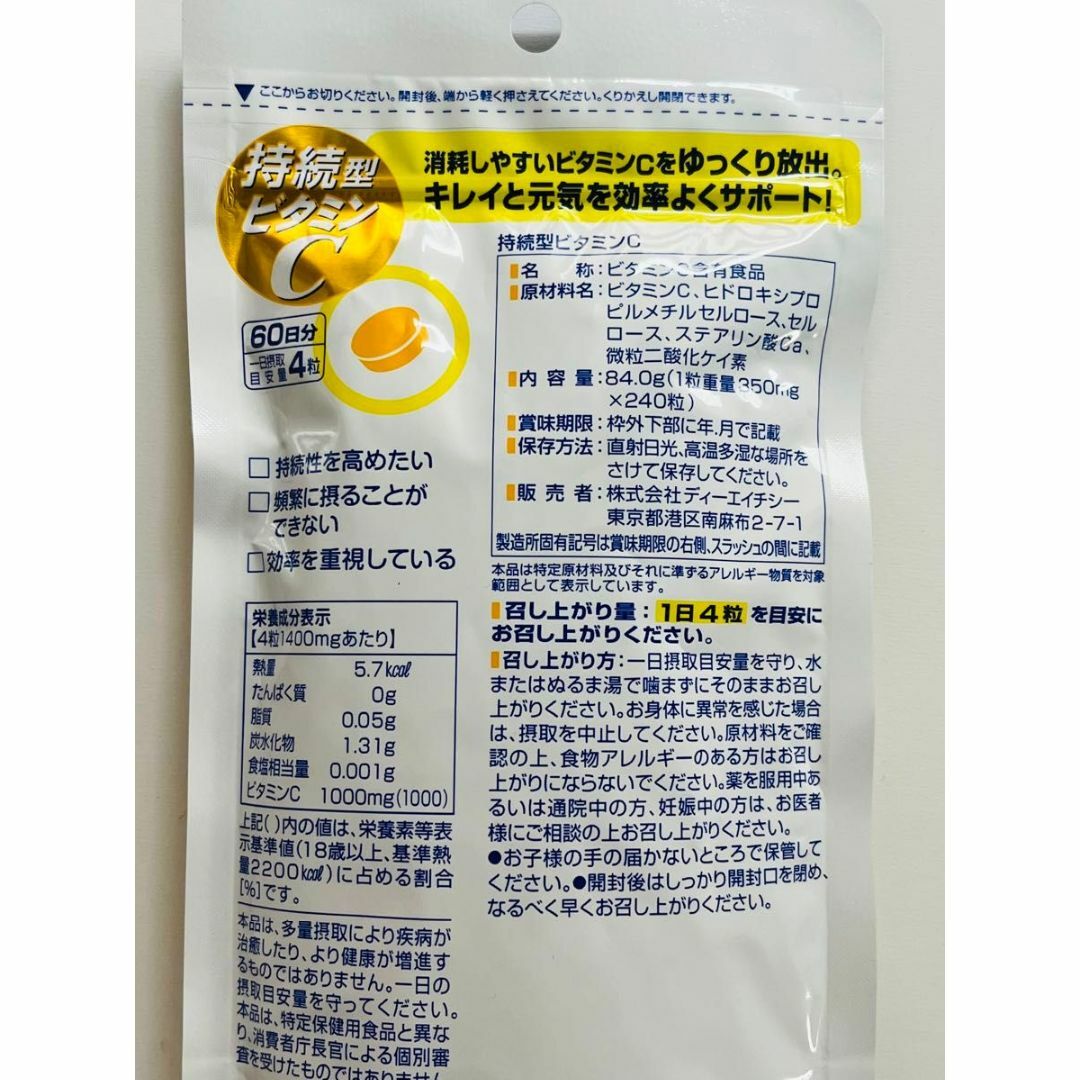 ▼ここからお切りください。開封後、端から軽く押さえてください。くりかえし開閉できます。
持続型
ビタミン
C
消耗しやすいビタミンCをゆっくり放出。
キレイと元気を効率よくサポート!
60日分
一日摂取
目安量4粒
□持続性を高めたい
□頻繁に摂ることが
できない
□効率を重視している
栄養成分表示
【4粒1400mgあたり】
熱量 5.7kcal
たんぱく質 0g
脂質 0.05g
炭水化物 1.31g
食塩相当量 0.001g
ビタミンC 1000mg(1000)
上記( )内の値は、栄養素等表
示基準値(18歳以上、基準熱
量2200kcal)に占める割合
[%]です。
本品は、多量摂取により疾病が
治癒したり、より健康が増進す
るものではありません。一日の
摂取目安量を守ってください。
本品は、特定保健用食品と異な
り、消費者庁長官による個別審
査を受けたものではありません
持続型ビタミンC
名称:ビタミンC含有食品
原材料名:ビタミンC、ヒドロキシプロ
ピルメチルセルロース、セル
ロース、ステアリン酸Ca、
微粒二酸化ケイ素
内容量:84.0g(1粒重量350mg
×240粒)
賞味期限:枠外下部に年.月で記載
保存方法:直射日光、高温多湿な場所を
さけて保存してください。
販売者:株式会社ディーエイチシー
東京都港区南麻布2-7-1
製造所固有記号は賞味期限の右側、スラッシュの間に記載
本品は特定原材料及びそれに準ずるアレルギー物質を対象
範囲として表示しています。
召し上がり量:1日4粒を目安に
お召し上がりください。
召し上がり方:一日摂取目安量を守り、水
またはぬるま湯で噛まずにそのままお召し
上がりください。お身体に異常を感じた場合
は、摂取を中止してください。原材料をご確
認の上、食物アレルギーのある方はお召し
上がりにならないでください。薬を服用中あ
るいは通院中の方、妊娠中の方は、お医者
様にご相談の上お召し上がりください。
●お子様の手の届かないところで保管して
ください。●開封後はしっかり開封口を閉め、
なるべく早くお召し上がりください。